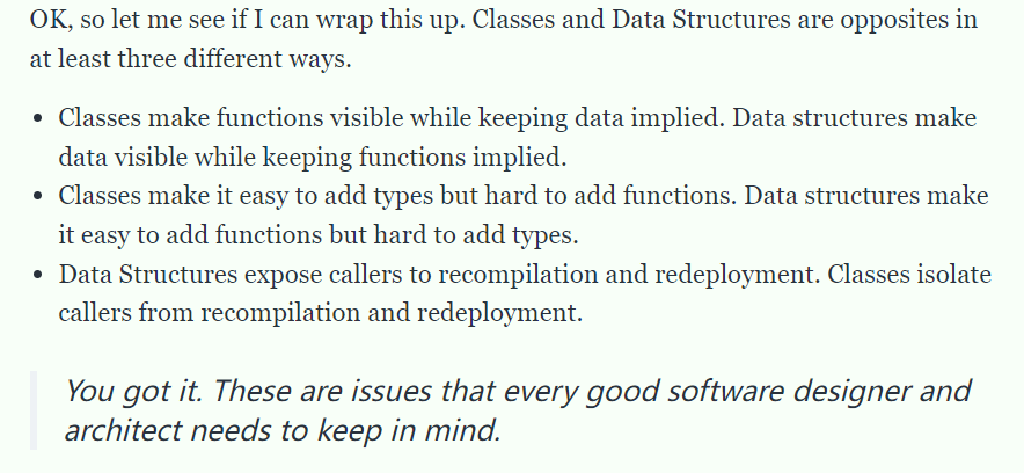 OK, so let me see if I can wrap this up. Classes and Data Structures are opposites in
at least three different ways.
• Classes make functions visible while keeping data implied. Data structures make
data visible while keeping functions implied.
• Classes make it easy to add types but hard to add functions. Data structures make
it easy to add functions but hard to add types.
• Data Structures expose callers to recompilation and redeployment. Classes isolate
callers from recompilation and redeployment.
You got it. These are issues that every good software designer and
architect needs to keep in mind.